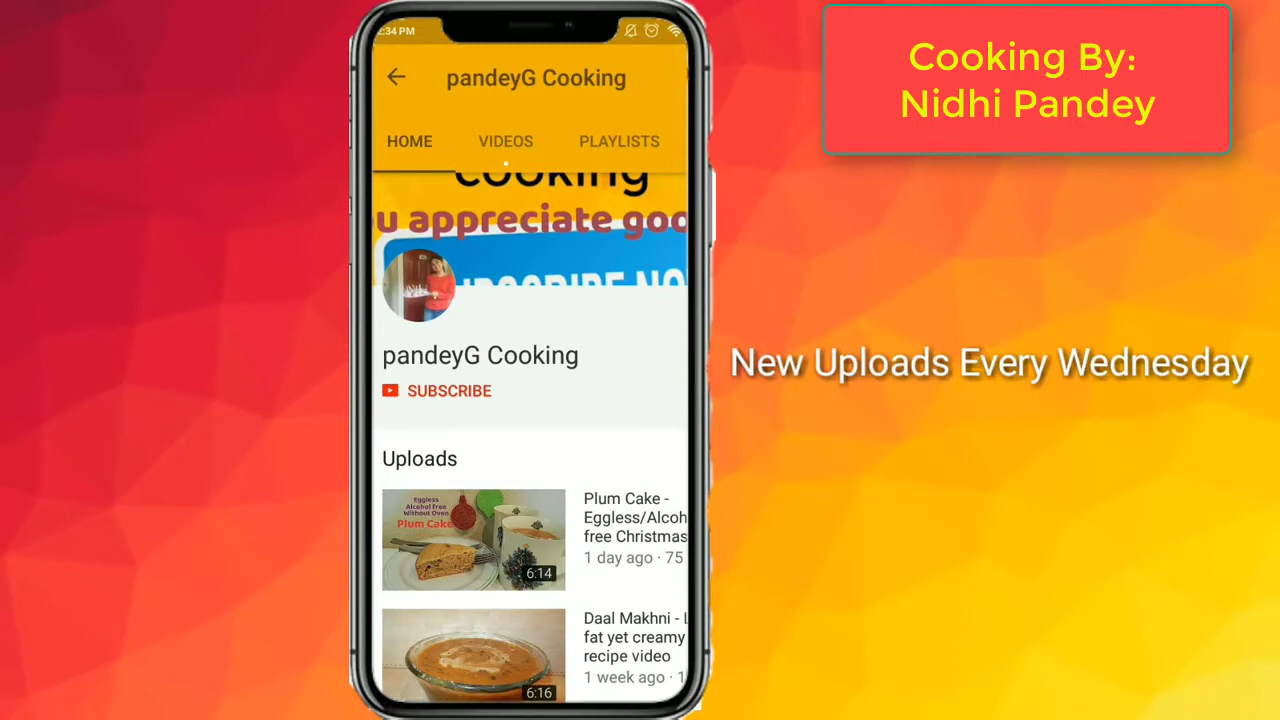 Cooking By:
Nidhi Pandey
:34 PM
pandeyG Cooking
HOME VIDEOS PLAYLISTS
cooking
u appreciate goo
SUBSCRIBE NO
pandeyG Cooking
SUBSCRIBE
New Uploads Every Wednesday
Uploads
Eggless
Alcohol Free
Without Oven
Plum Cake
6:14
Plum Cake -
Eggless/Alcoh
free Christmas
1 day ago · 75
6:16
Daal Makhni - L
fat yet creamy
recipe video
1 week ago · 1